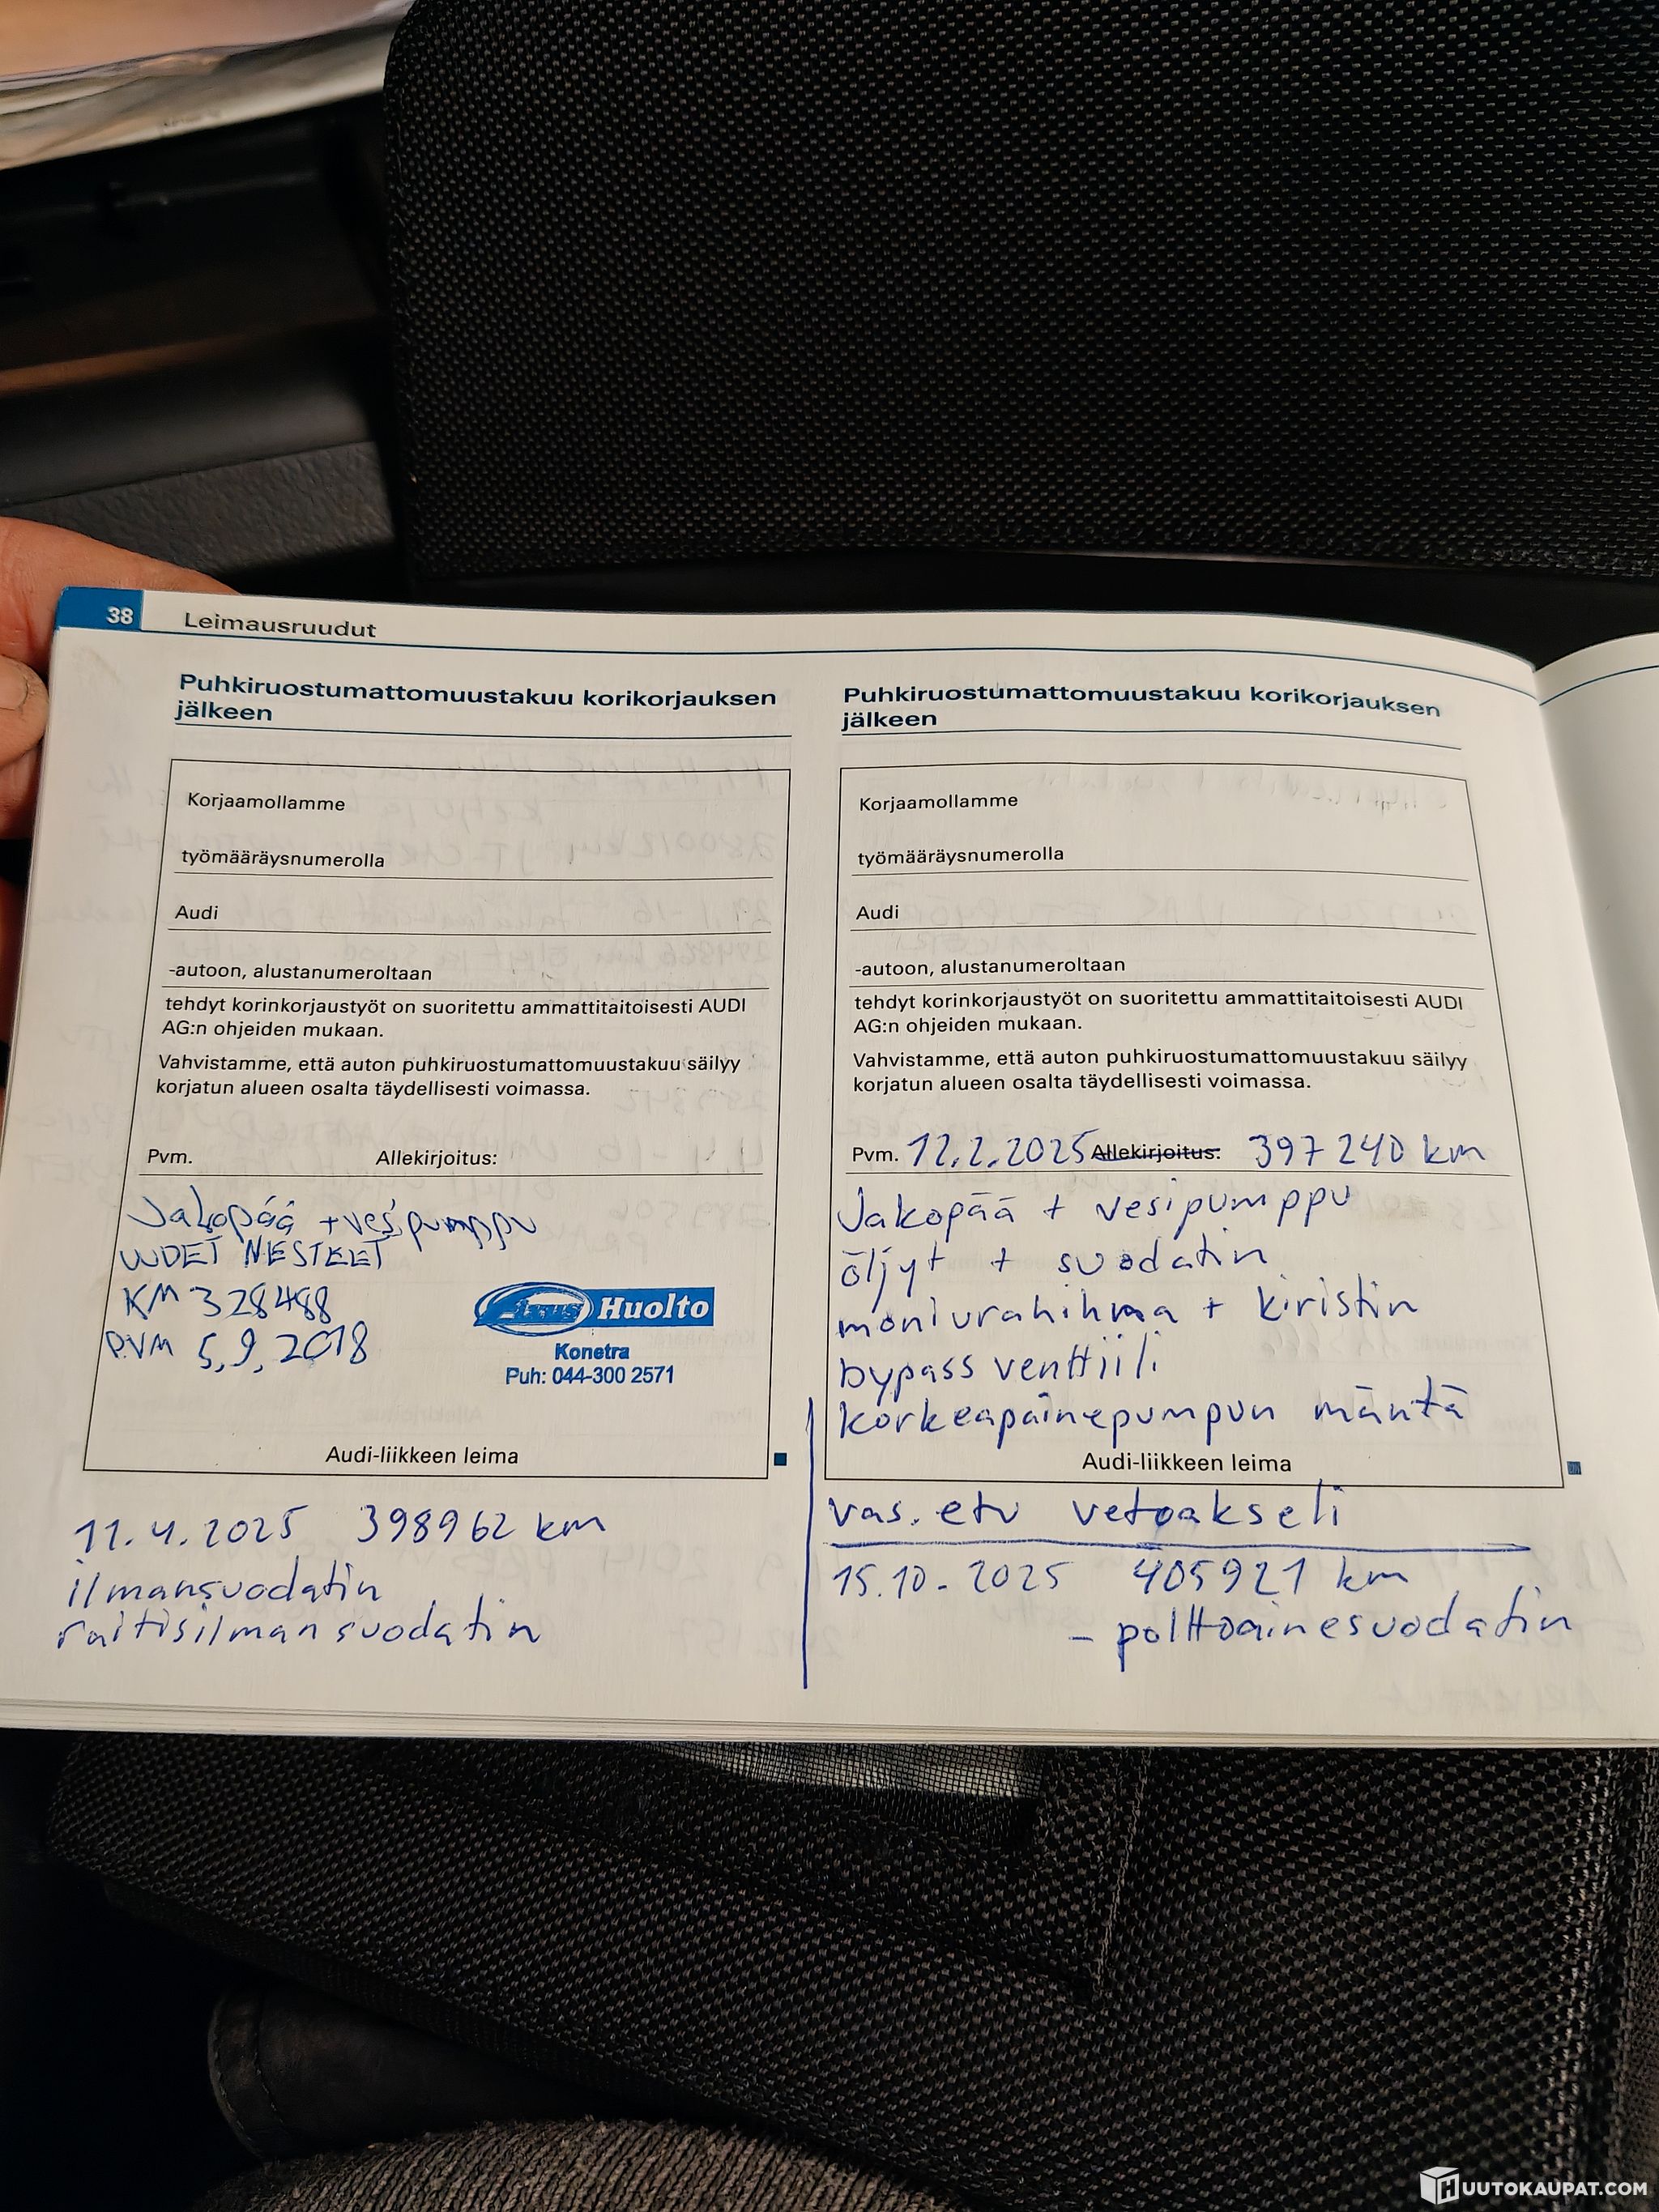 38 Leimausruudut
Puhkiruostumattomuustakuu korikorjauksen
jälkeen
Korjaamollamme
työmääräysnumerolla
Audi
-autoon, alustanumeroltaan
tehdyt korinkorjaustyöt on suoritettu ammattitaitoisesti AUDI
AG:n ohjeiden mukaan.
Vahvistamme, että auton puhkiruostumattomuustakuu säilyy
korjatun alueen osalta täydellisesti voimassa.
Pvm. Allekirjoitus:
Jakopää + vesipumppu
UUDET NESTEET
KM 328488
PVM 5,9,2018
Huolto
Konetra
Puh: 044-300 2571
Audi-liikkeen leima
11.4.2025 398962 km
ilmansuodatin
raitisilmansuodatin
Puhkiruostumattomuustakuu korikorjauksen
jälkeen
Korjaamollamme
työmääräysnumerolla
Audi
-autoon, alustanumeroltaan
tehdyt korinkorjaustyöt on suoritettu ammattitaitoisesti AUDI
AG:n ohjeiden mukaan.
Vahvistamme, että auton puhkiruostumattomuustakuu säilyy
korjatun alueen osalta täydellisesti voimassa.
Pvm. 12.2.2025 Allekirjoitus: 397 240 km
Jakopää + vesipumppu
öljyt + suodatin
moniurahihna + kiristin
bypass venttiili
korkeapainepumpun mäntä
Audi-liikkeen leima
vas. etu vetoakseli
15.10.2025 405921 km
- polttoainesuodatin
HUUTOKAUPAT.COM